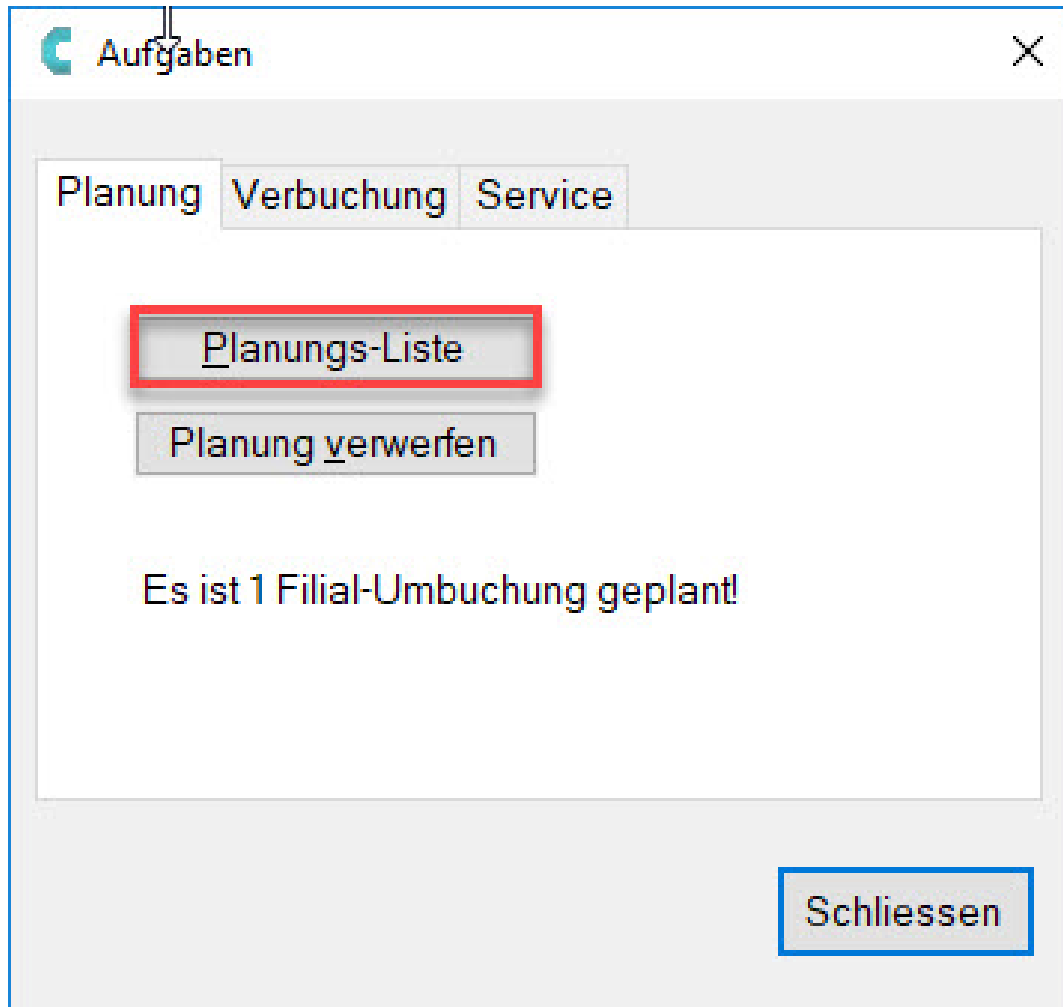 Aufgaben
Planung Verbuchung Service
Planungs-Liste
Planung verwerfen
Es ist 1 Filial-Umbuchung geplant!
Schliessen